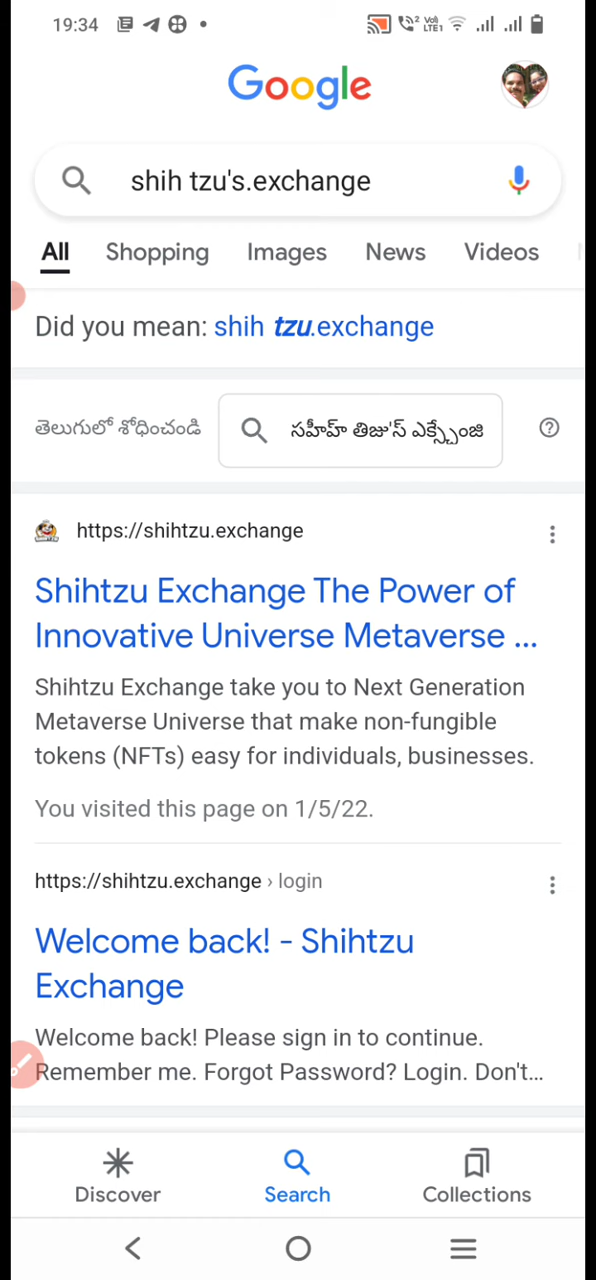 19:34
Vo)
LTE1
2
Google
shih tzu's.exchange
All Shopping Images News Videos
Did you mean: shih tzu.exchange
తెలుగులో శోధించండి సహీహ్ తిజు'స్ ఎక్స్చేంజి
https://shihtzu.exchange
Shihtzu Exchange The Power of
Innovative Universe Metaverse ...
Shihtzu Exchange take you to Next Generation
Metaverse Universe that make non-fungible
tokens (NFTs) easy for individuals, businesses.
You visited this page on 1/5/22.
https://shihtzu.exchange › login
Welcome back! - Shihtzu
Exchange
Welcome back! Please sign in to continue.
Remember me. Forgot Password? Login. Don't...
Discover Search Collections